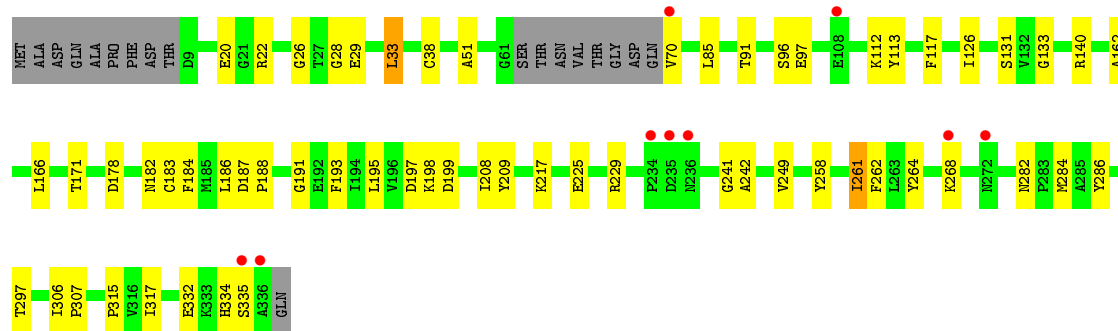 MET ALA ASP GLN ALA PRO PHE ASP THR D9 E20 G21 R22 G26 T27 G28 E29 L33 C38 A51 G61 SER THR ASN VAL THR GLY ASP GLN V70 L85 T91 S96 E97 E108 K112 Y113 F117 I126 S131 V132 G133 R140 A162
L166 T171 D178 N182 C183 F184 M185 L186 D187 P188 G191 E192 F193 I194 L195 V196 D197 K198 D199 I208 Y209 K217 E225 R229 P234 D235 N236 G241 A242 V249 Y258 I261 F262 L263 Y264 K268 N272 N282 P283 M284 A285 Y286
T297 I306 P307 P315 V316 I317 E332 K333 H334 S335 A336 GLN